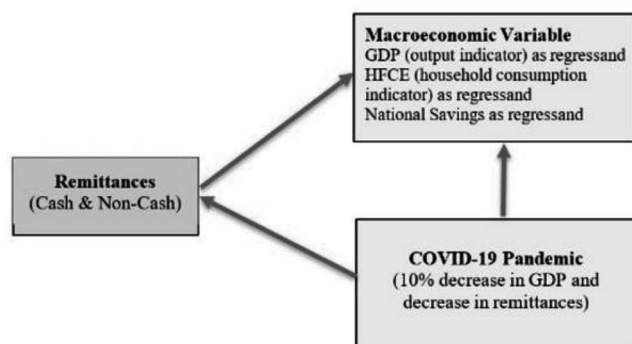 Macroeconomic Variable
GDP (output indicator) as regressand
HFCE (household consumption
indicator) as regressand
National Savings as regressand
Remittances
(Cash & Non-Cash)
COVID-19 Pandemic
(10% decrease in GDP and
decrease in remittances)